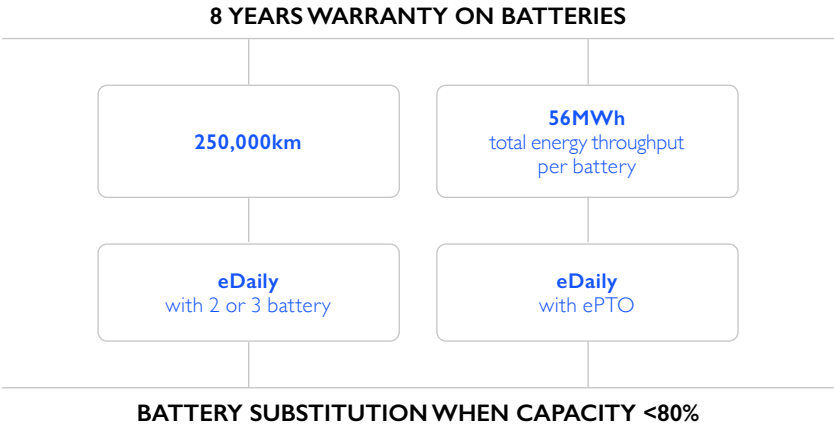 8 YEARS WARRANTY ON BATTERIES
250,000km
56MWh
total energy throughput
per battery
eDaily
with 2 or 3 battery
eDaily
with ePTO
BATTERY SUBSTITUTION WHEN CAPACITY <80%